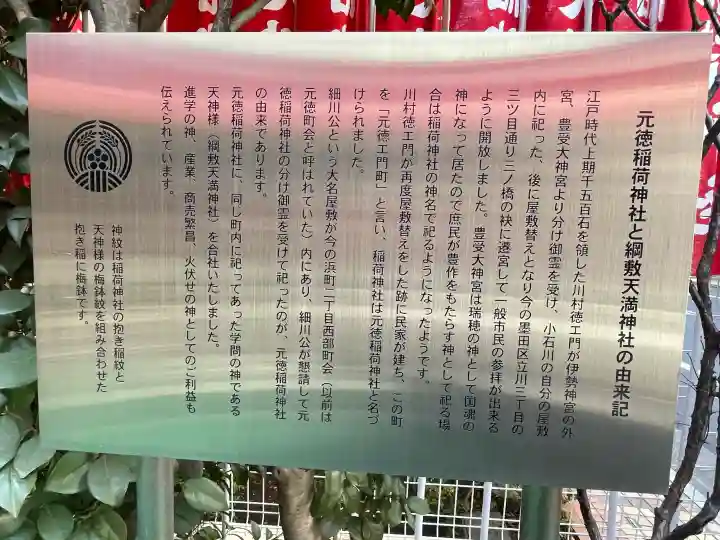 元徳稲荷神社と綱敷天満神社の由来記
江戸時代上期千五百石を領した川村徳エ門が伊勢神宮の外
宮、豊受大神宮より分け御霊を受け、小石川の自分の屋敷
内に祀った、後に屋敷替えとなり今の墨田区立川三丁目の
三ツ目通り二ノ橋の袂に遷宮して一般市民の参拝が出来る
ように開放しました。豊受大神宮は瑞穂の神として国魂の
神になって居たので庶民が豊作をもたらす神として祀る場
合は稲荷神社の神名で祀るようになったようです。
川村徳エ門が再度屋敷替えをした跡に民家が建ち、この町
を「元徳エ門町」と言い、稲荷神社は元徳稲荷神社と名づ
けられました。
細川公という大名屋敷が今の浜町二丁目西部町会（以前は
元徳町会と呼ばれていた）内にあり、細川公が懇請して元
徳稲荷神社の分け御霊を受けて祀ったのが、元徳稲荷神社
の由来であります。
元徳稲荷神社に、同じ町内に祀ってあった学問の神である
天神様（綱敷天満神社）を合社いたしました。
進学の神、産業、商売繁昌、火伏せの神としてのご利益も
伝えられています。
神紋は稲荷神社の抱き稲紋と
天神様の梅鉢紋を組み合わせた
抱き稲に梅鉢です。